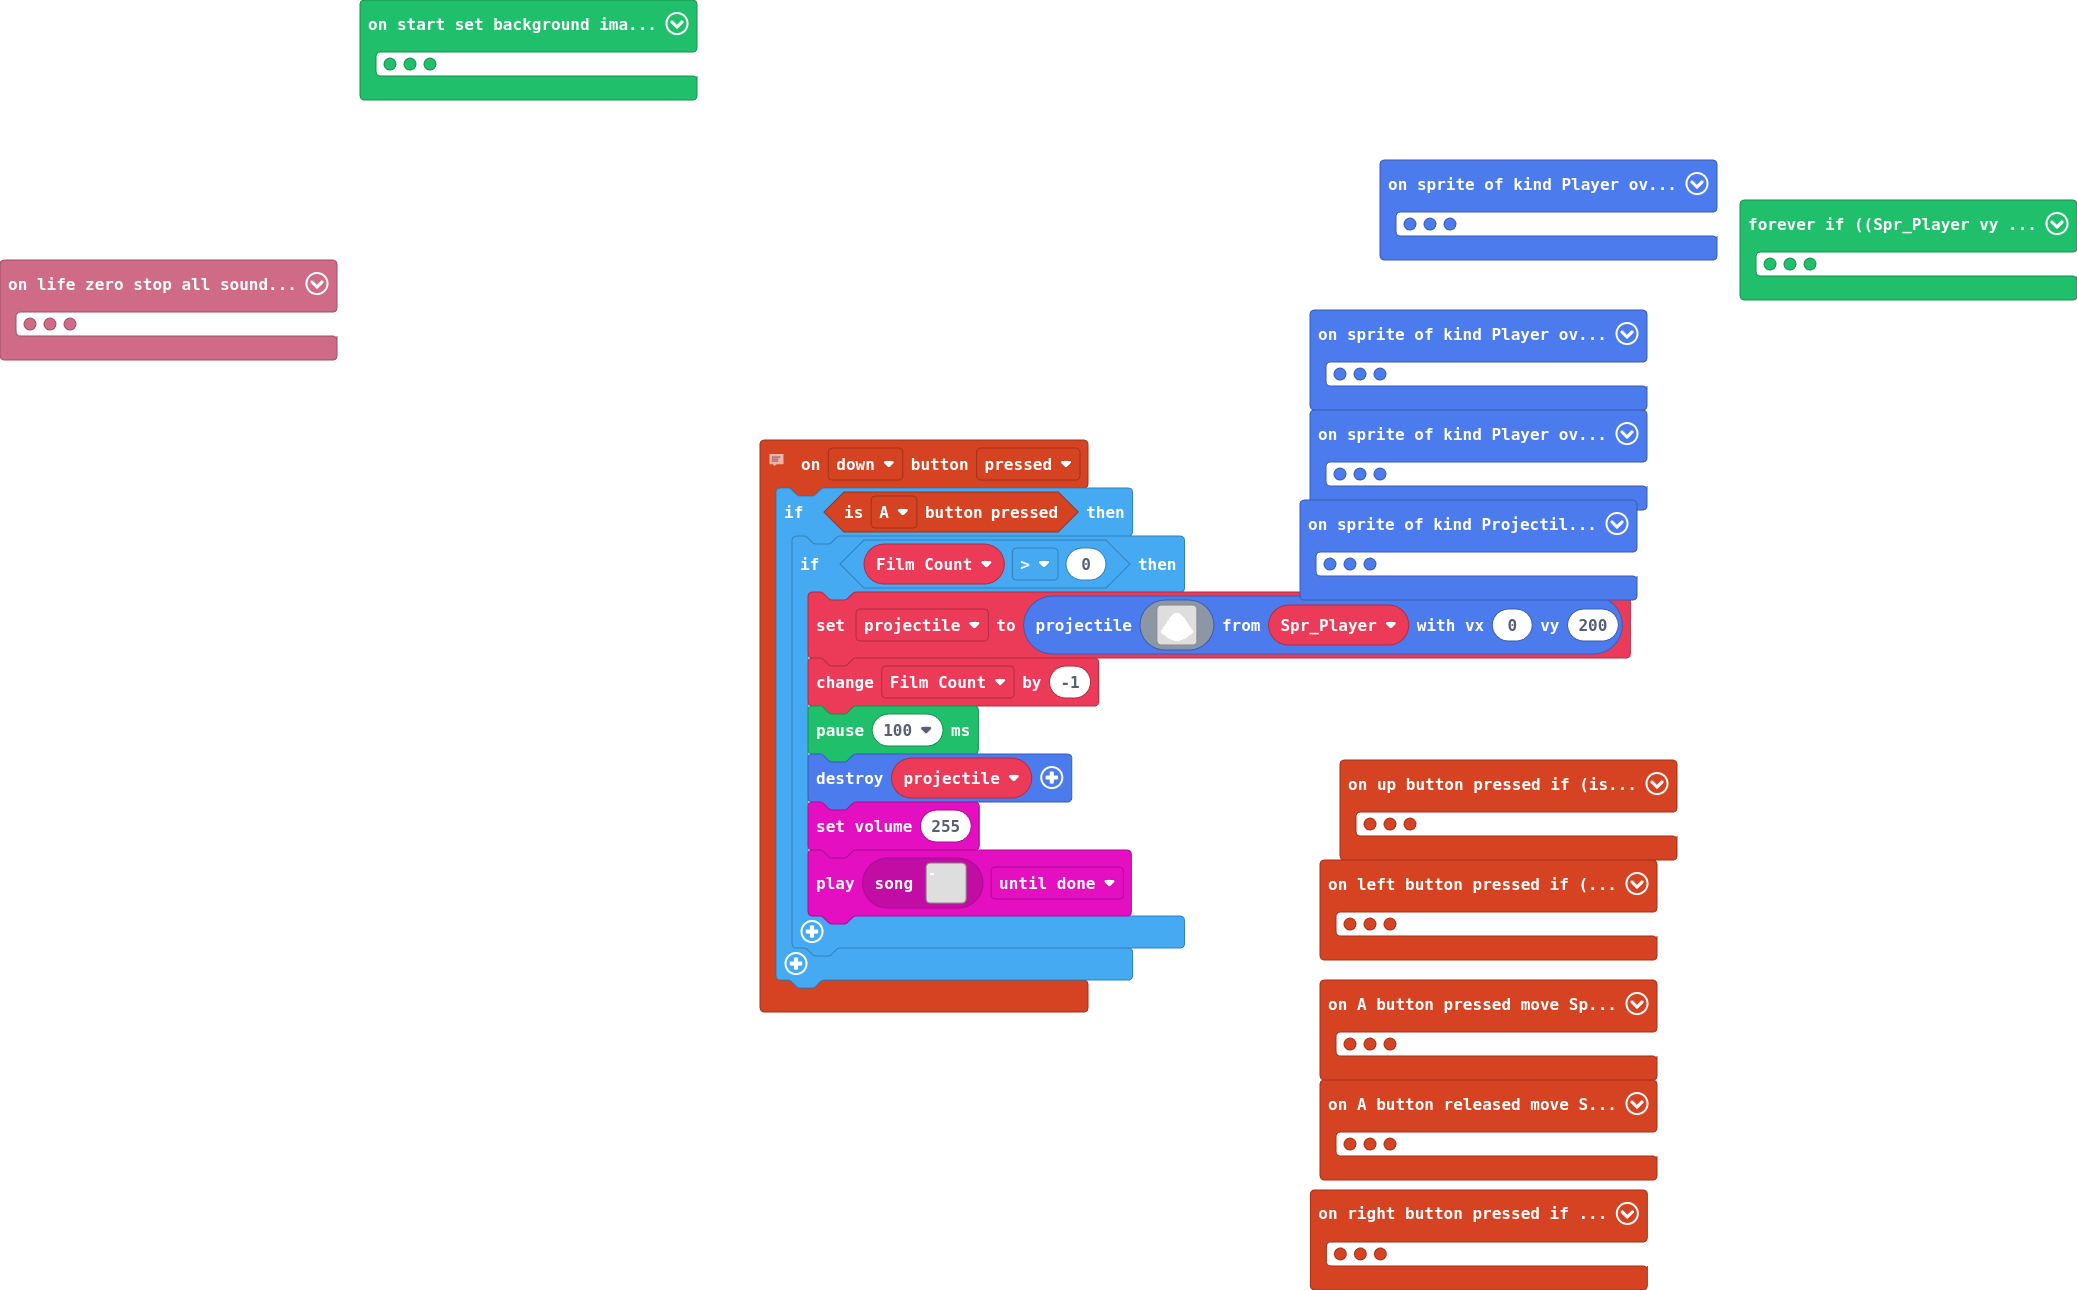 on start set background ima...
on sprite of kind Player ov...
forever if ((Spr_Player vy ...
on life zero stop all sound...
on sprite of kind Player ov...
on sprite of kind Player ov...
on sprite of kind Projectil...
on down button pressed
if is A button pressed then
if Film Count > 0 then
set projectile to projectile from Spr_Player with vx 0 vy 200
change Film Count by -1
pause 100 ms
destroy projectile
set volume 255
play song until done
on up button pressed if (is...
on left button pressed if (...
on A button pressed move Sp...
on A button released move S...
on right button pressed if ...